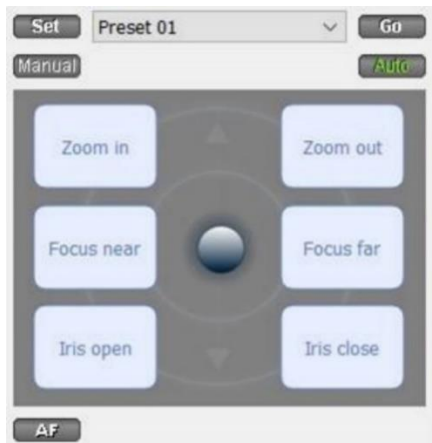 Set Preset 01 Go
Manual Auto
Zoom in Zoom out
Focus near Focus far
Iris open Iris close
AF